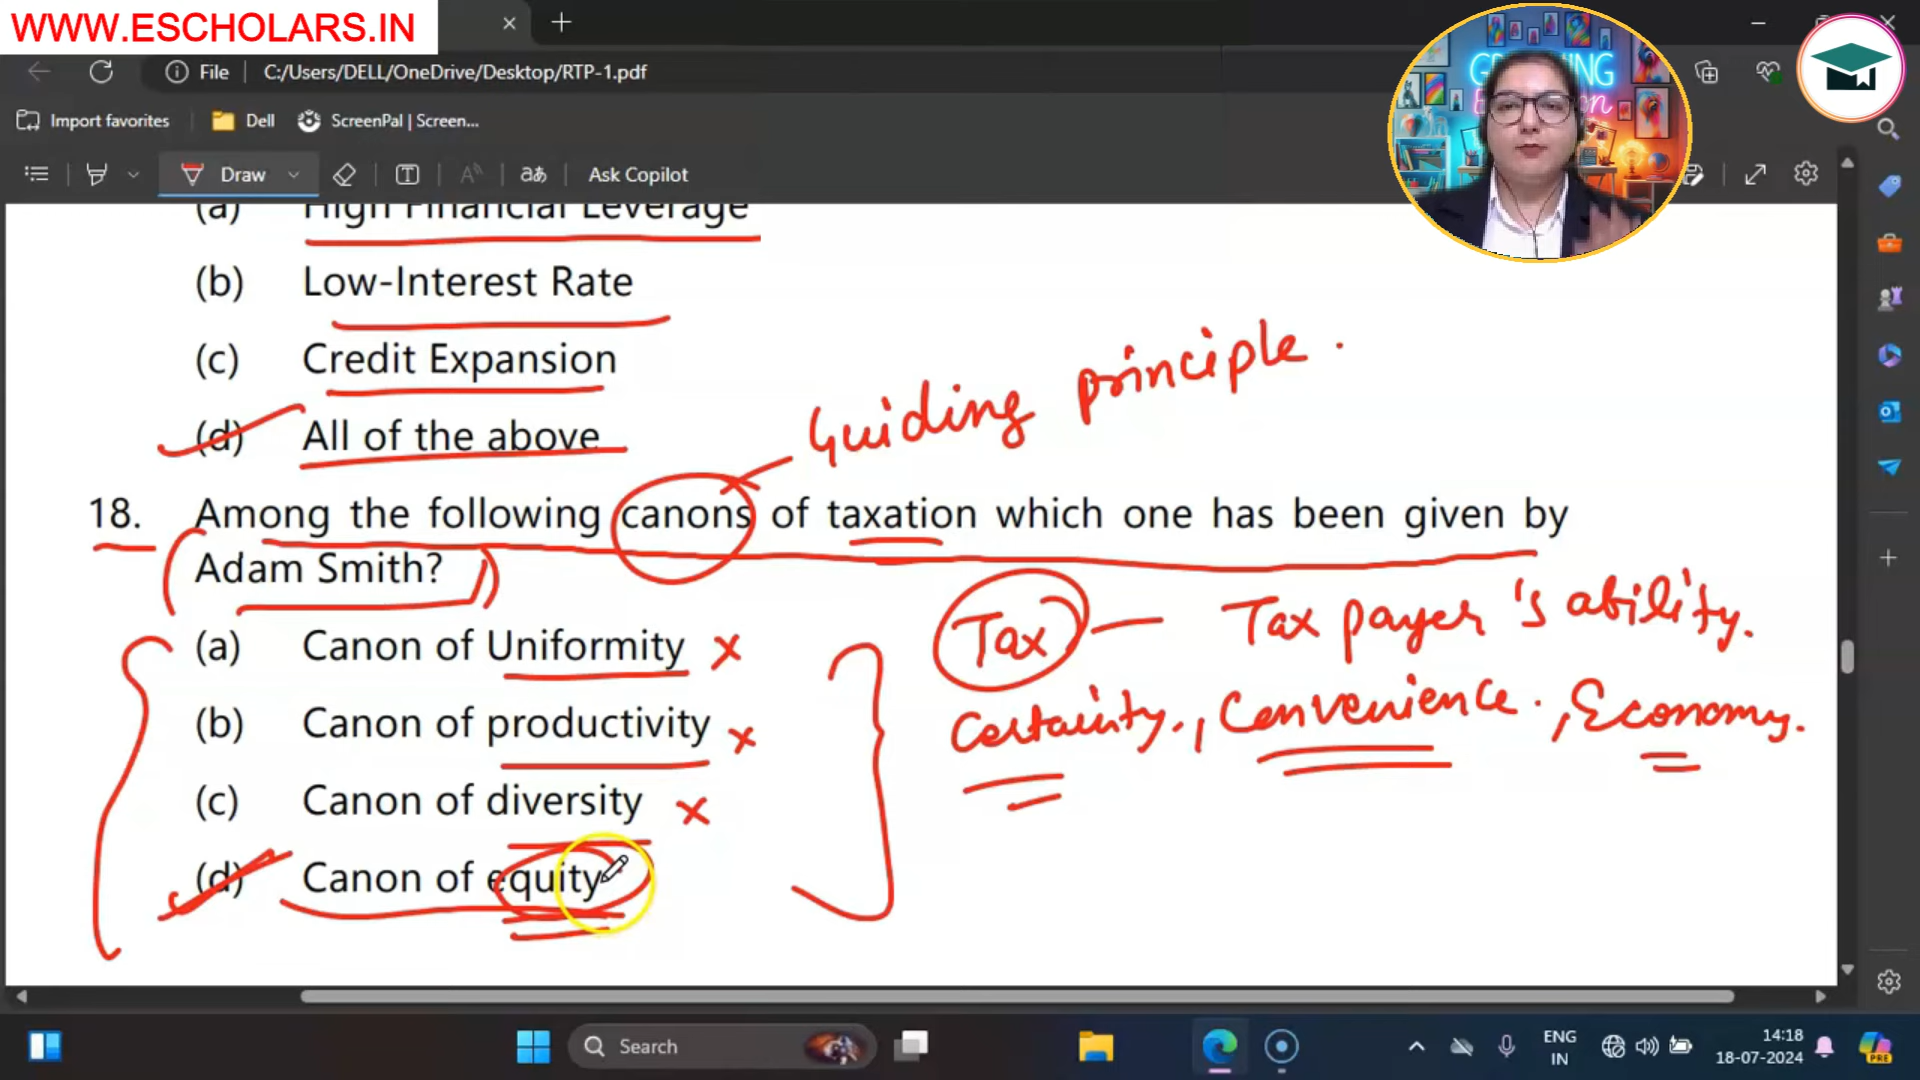 WWW.ESCHOLARS.IN
File C:/Users/DELL/OneDrive/Desktop/RTP-1.pdf
Import favorites Dell ScreenPal | Screen...
Draw Ask Copilot
(a) High Financial Leverage
(b) Low-Interest Rate
(c) Credit Expansion
(d) All of the above
Guiding principle.
18. Among the following canons of taxation which one has been given by
Adam Smith?
(a) Canon of Uniformity
(b) Canon of productivity
(c) Canon of diversity
(d) Canon of equity
Tax — Tax payer's ability.
Certainty., Convenience., Economy.
Search
ENG
IN
14:18
18-07-2024